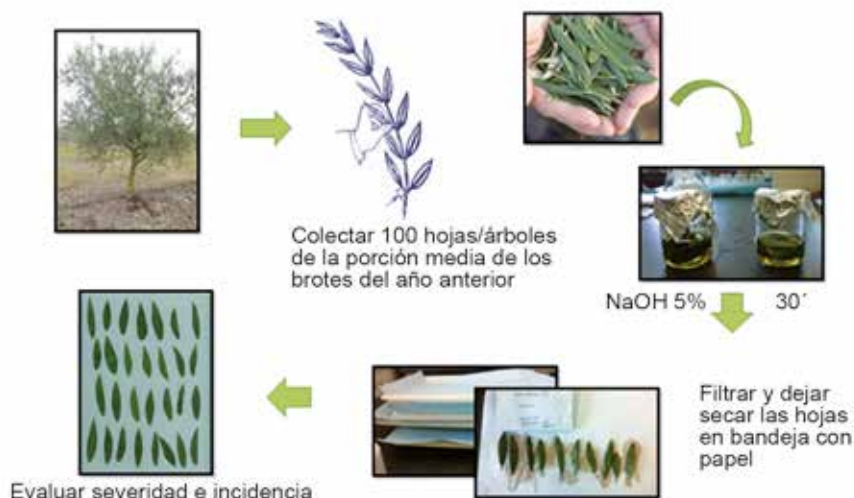 Colectar 100 hojas/árboles
de la porción media de los
brotes del año anterior
NaOH 5% 30´
Filtrar y dejar
secar las hojas
en bandeja con
papel
Evaluar severidad e incidencia